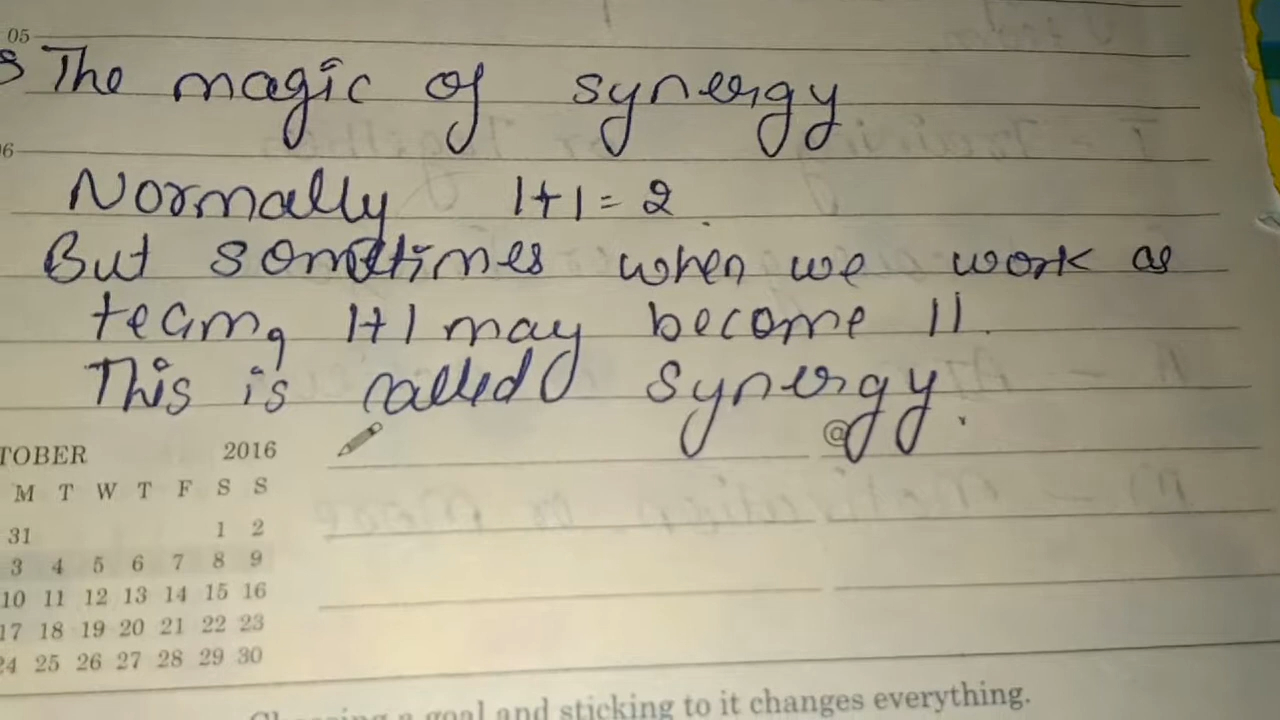 05
The magic of synergy
06
Normally 1+1=2.
But sometimes when we work as
team, 1+1 may become 11.
This is called synergy.
@
TOBER 2016
M T W T F S S
31 1 2
3 4 5 6 7 8 9
10 11 12 13 14 15 16
17 18 19 20 21 22 23
24 25 26 27 28 29 30
a goal and sticking to it changes everything.